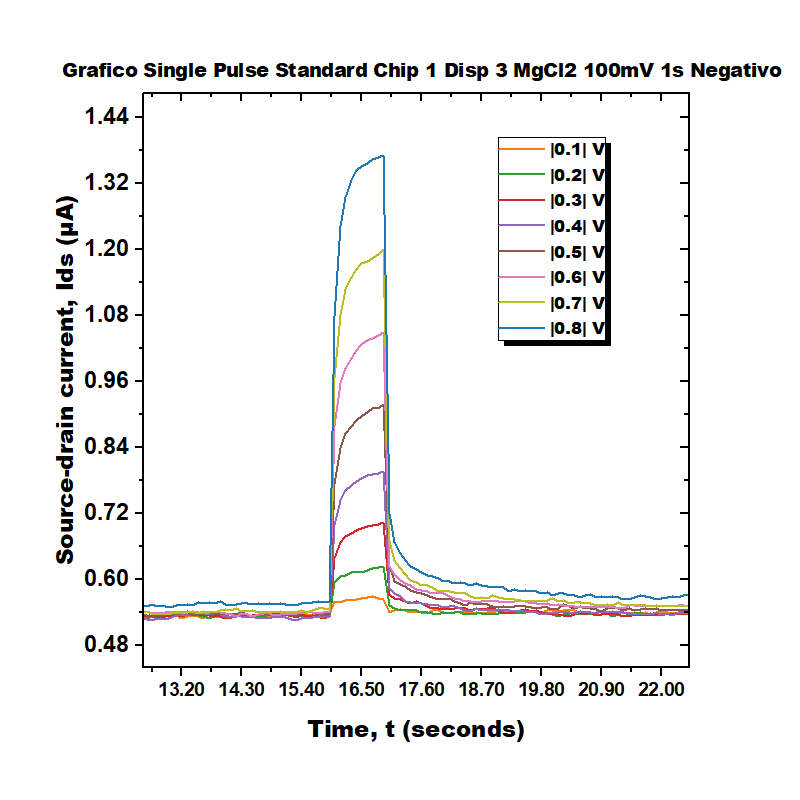 Grafico Single Pulse Standard Chip 1 Disp 3 MgCl2 100mV 1s Negativo
1.44
1.32
1.20
1.08
0.96
0.84
0.72
0.60
0.48
Source-drain current, Ids (µA)
|0.1| V
|0.2| V
|0.3| V
|0.4| V
|0.5| V
|0.6| V
|0.7| V
|0.8| V
13.20 14.30 15.40 16.50 17.60 18.70 19.80 20.90 22.00
Time, t (seconds)